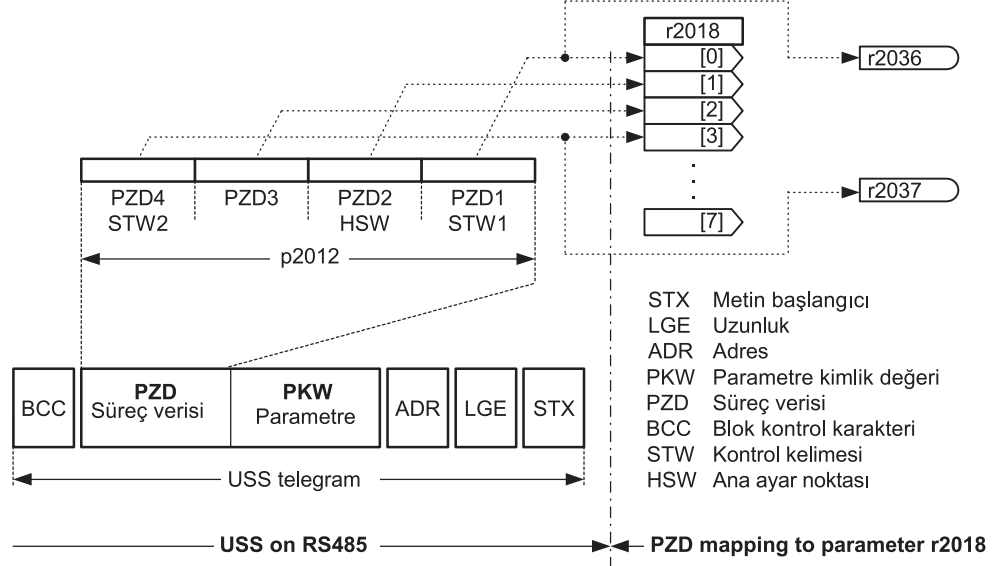 r2018
[0]
r2036
[1]
[2]
[3]
PZD4 PZD3 PZD2 PZD1
STW2 HSW STW1
r2037
[7]
p2012
STX Metin başlangıcı
LGE Uzunluk
ADR Adres
PKW Parametre kimlik değeri
PZD Süreç verisi
BCC Blok kontrol karakteri
STW Kontrol kelimesi
HSW Ana ayar noktası
BCC
PZD
Süreç verisi
PKW
Parametre
ADR
LGE
STX
USS telegram
USS on RS485
PZD mapping to parameter r2018